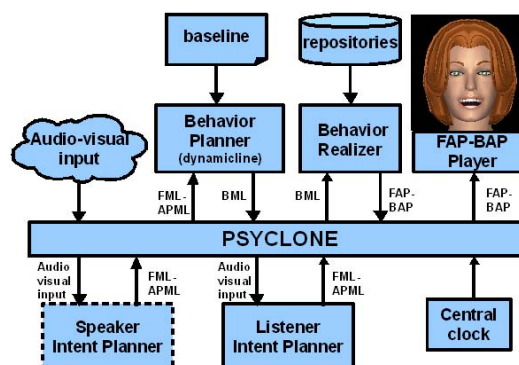 baseline
repositories
Audio-visual
input
Behavior
Planner
(dynamicline)
Behavior
Realizer
FAP-BAP
Player
FML-
APML
BML
BML
FAP-
BAP
FAP-
BAP
PSYCLONE
Audio
visual
input
FML-
APML
Audio
visual
input
FML-
APML
Speaker
Intent Planner
Listener
Intent Planner
Central
clock